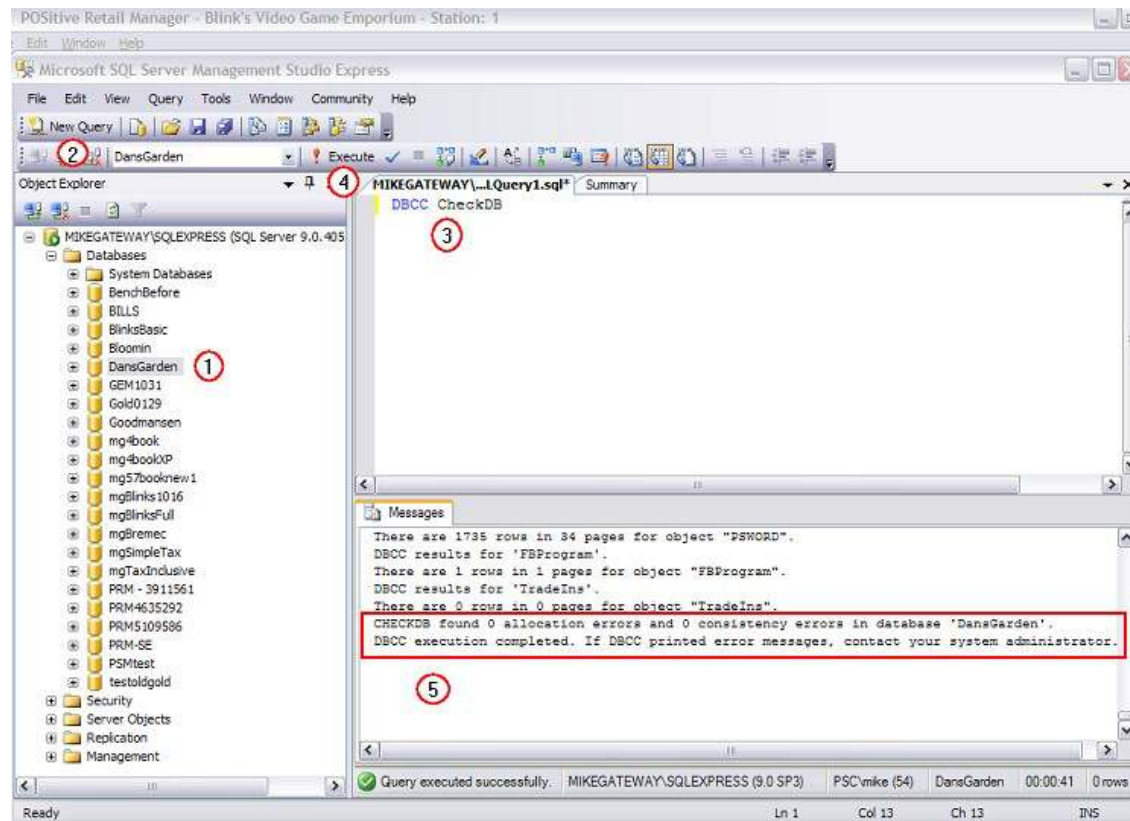 POSitive Retail Manager - Blink's Video Game Emporium - Station: 1
Edit Window Help
Microsoft SQL Server Management Studio Express
File Edit View Query Tools Window Community Help
New Query
2 DansGarden Execute
Object Explorer
4
MIKEGATEWAY\...LQuery1.sql* Summary
DBCC CheckDB
3
MIKEGATEWAY\SQLEXPRESS (SQL Server 9.0.405
Databases
System Databases
BenchBefore
BILLS
BlinksBasic
Bloomin
DansGarden 1
GEM1031
Gold0129
Goodmansen
mg4book
mg4bookXP
mg57booknew1
mgBlinks1016
mgBlinksFull
mgBremec
mgSimpleTax
mgTaxInclusive
PRM - 3911561
PRM4635292
PRM5109586
PRM-SE
PSMtest
testoldgold
Security
Server Objects
Replication
Management
Messages
There are 1735 rows in 34 pages for object "PSWORD".
DBCC results for 'FBProgram'.
There are 1 rows in 1 pages for object "FBProgram".
DBCC results for 'TradeIns'.
There are 0 rows in 0 pages for object "TradeIns".
CHECKDB found 0 allocation errors and 0 consistency errors in database 'DansGarden'.
DBCC execution completed. If DBCC printed error messages, contact your system administrator.
5
Query executed successfully. MIKEGATEWAY\SQLEXPRESS (9.0 SP3) PSC\mike (54) DansGarden 00:00:41 0 rows
Ready Ln 1 Col 13 Ch 13 INS